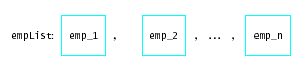 empList: emp_1 , emp_2 , ... , emp_n